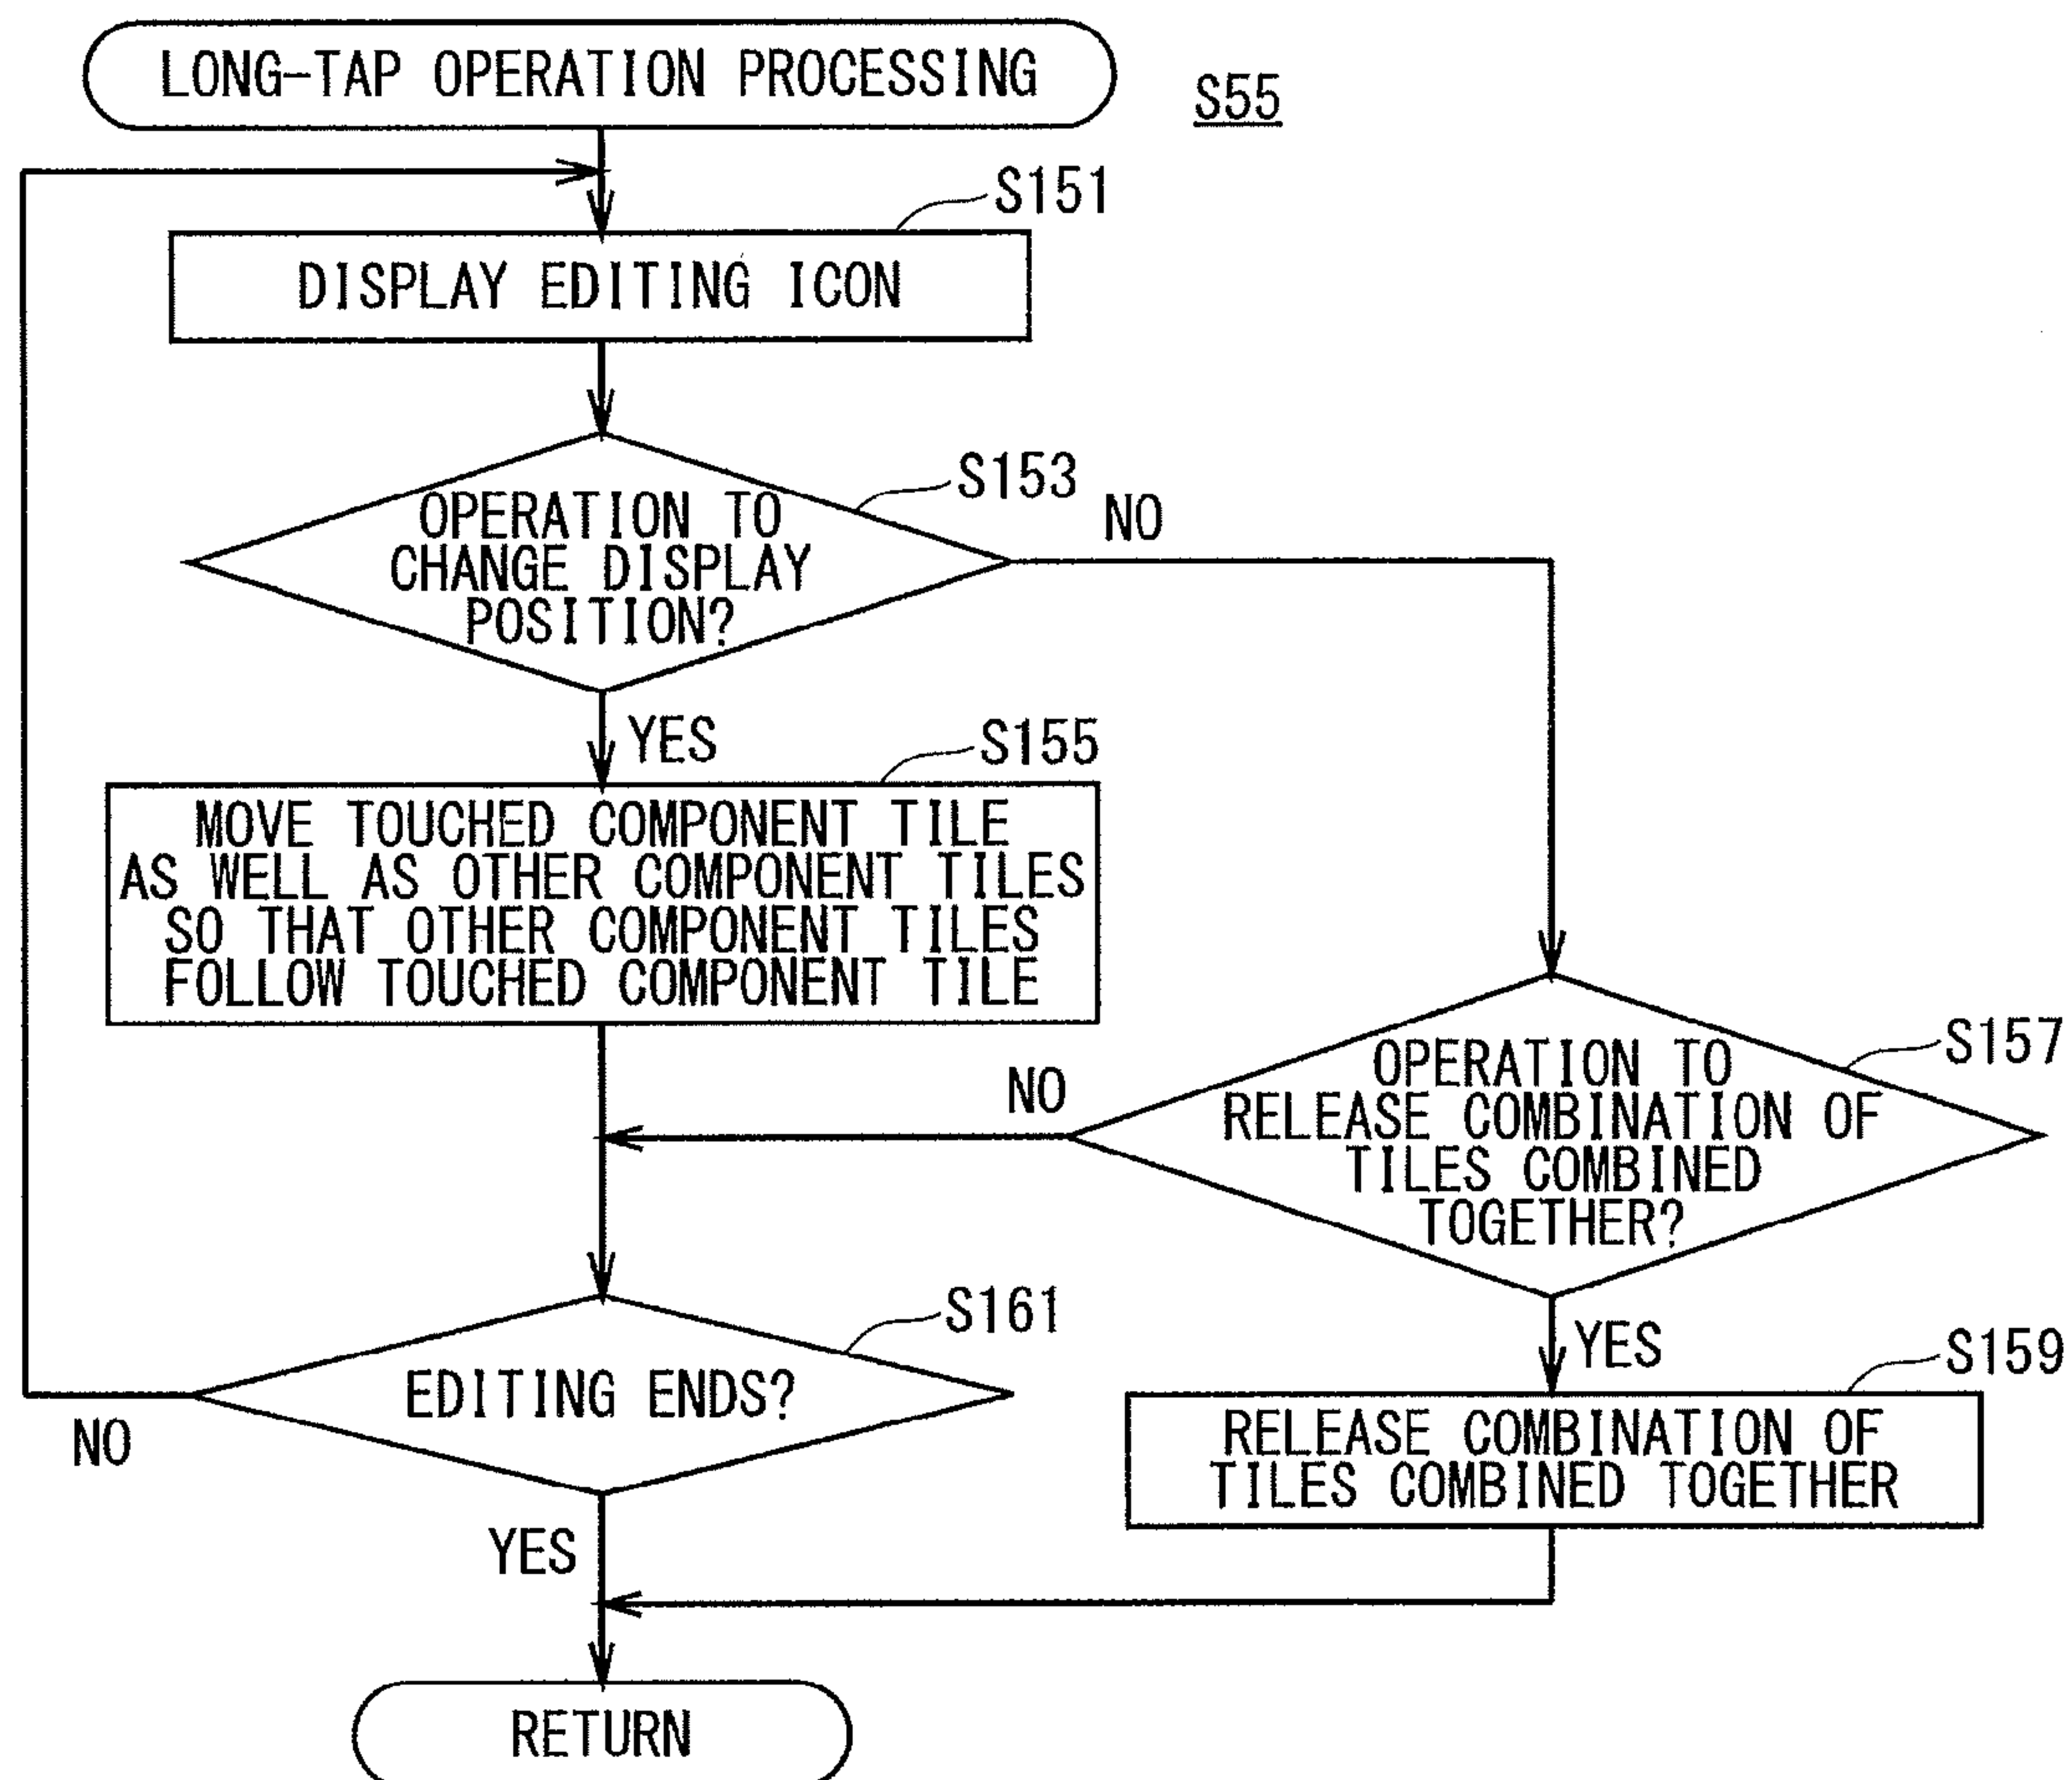 LONG-TAP OPERATION PROCESSING
S55
S151
DISPLAY EDITING ICON
S153
OPERATION TO
CHANGE DISPLAY
POSITION?
NO
YES
S155
MOVE TOUCHED COMPONENT TILE
AS WELL AS OTHER COMPONENT TILES
SO THAT OTHER COMPONENT TILES
FOLLOW TOUCHED COMPONENT TILE
S157
OPERATION TO
RELEASE COMBINATION OF
TILES COMBINED
TOGETHER?
NO
YES
S159
RELEASE COMBINATION OF
TILES COMBINED TOGETHER
S161
EDITING ENDS?
NO
YES
RETURN